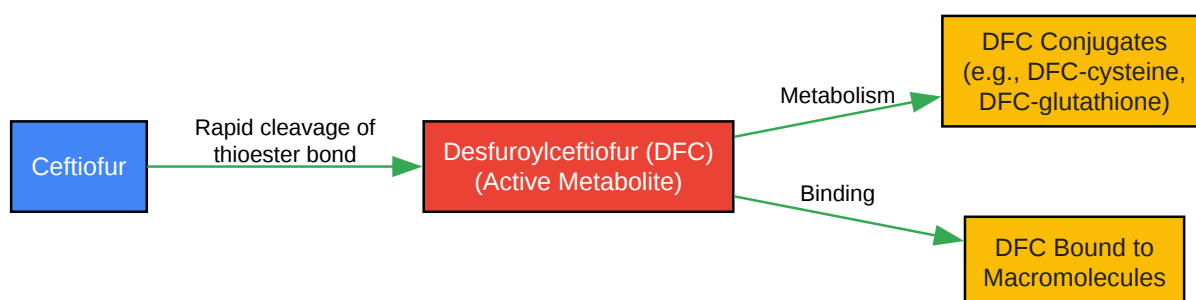 Ceftiofur
Rapid cleavage of
thioester bond
Desfuroylceftiofur (DFC)
(Active Metabolite)
Metabolism
DFC Conjugates
(e.g., DFC-cysteine,
DFC-glutathione)
Binding
DFC Bound to
Macromolecules